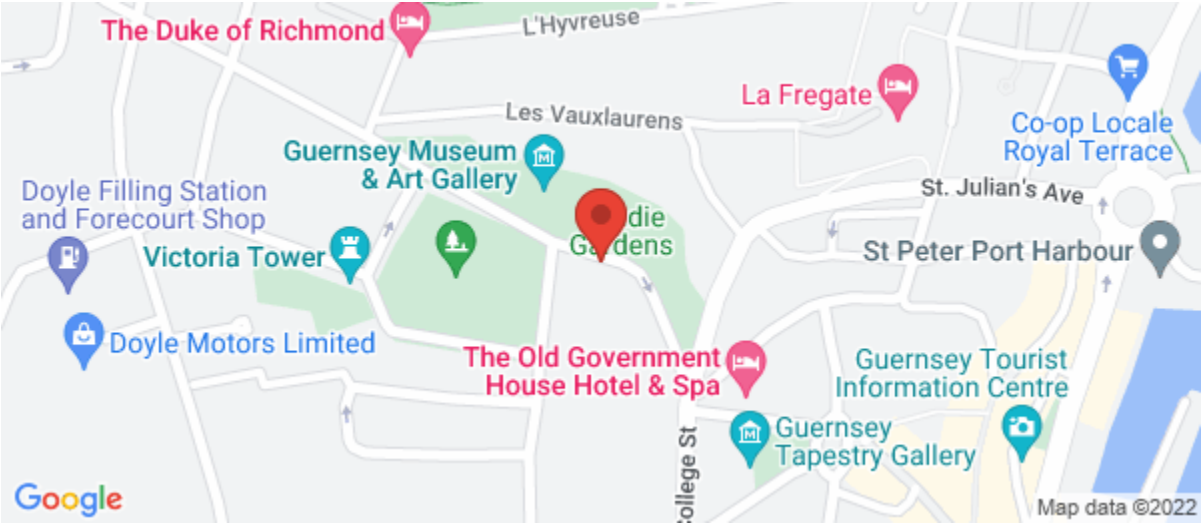 The Duke of Richmond
L'Hyvreuse
La Fregate
Les Vauxlaurens
Co-op Locale
Royal Terrace
Guernsey Museum
& Art Gallery
St. Julian's Ave
Doyle Filling Station
and Forecourt Shop
die
Gardens
Victoria Tower
St Peter Port Harbour
Doyle Motors Limited
The Old Government
House Hotel & Spa
Guernsey Tourist
Information Centre
Guernsey
Tapestry Gallery
College St
Google
Map data ©2022